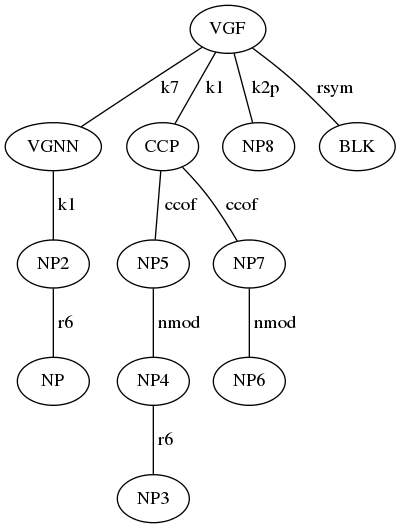 VGF
k7 k1 k2p rsym
VGNN CCP NP8 BLK
k1 ccof ccof
NP2 NP5 NP7
r6 nmod nmod
NP NP4 NP6
r6
NP3